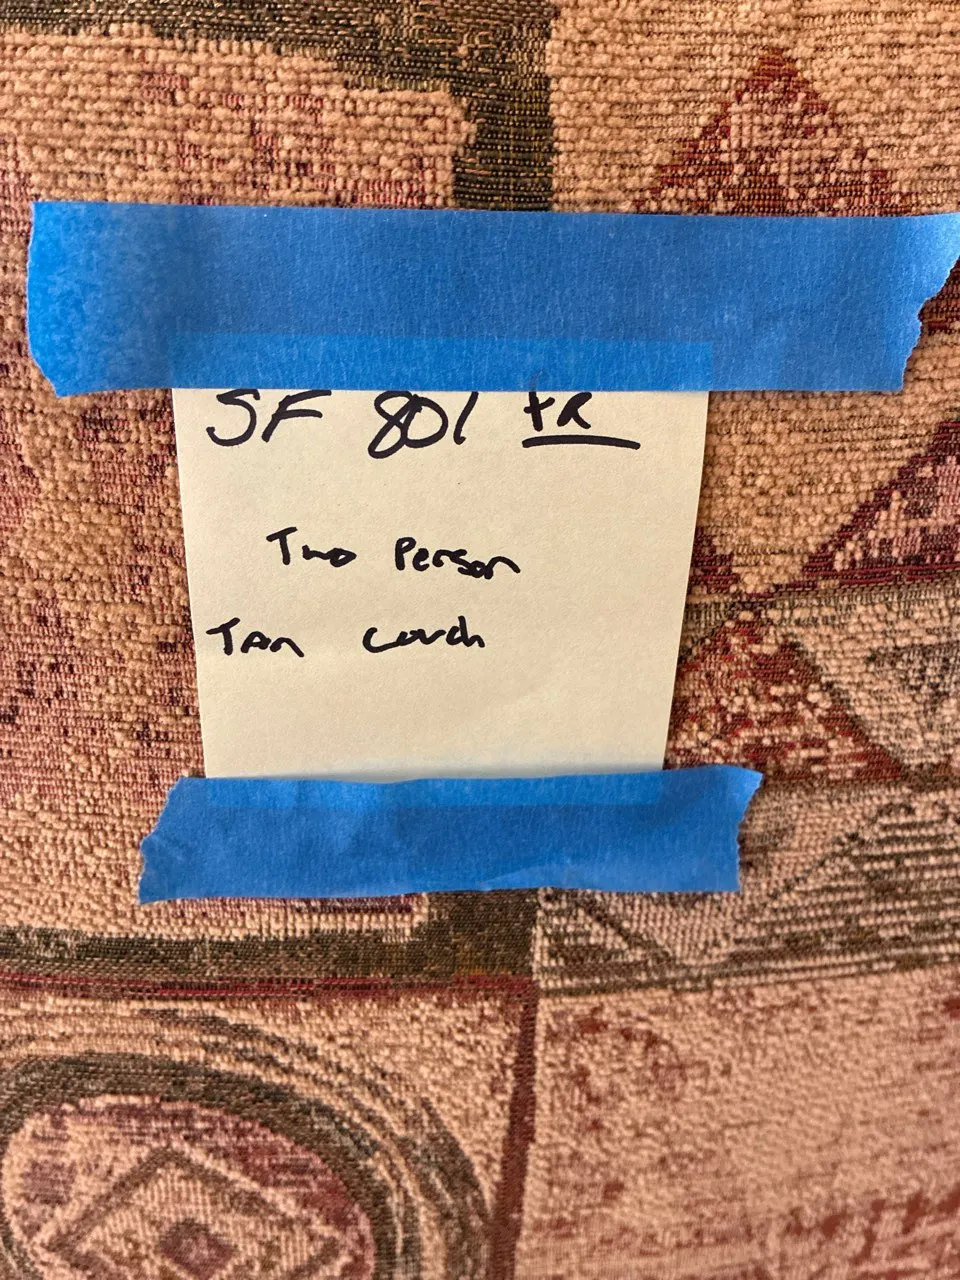 SF 801 FR
Two Person
Tan Couch